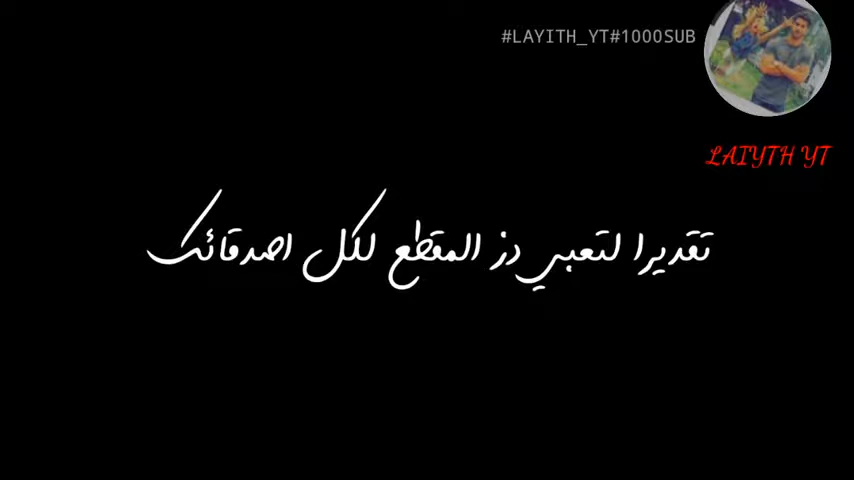 #LAYITH_YT#1000SUB
LAIYTH YT
تقديرا لتعبي دز المقطع لكل اصدقائك